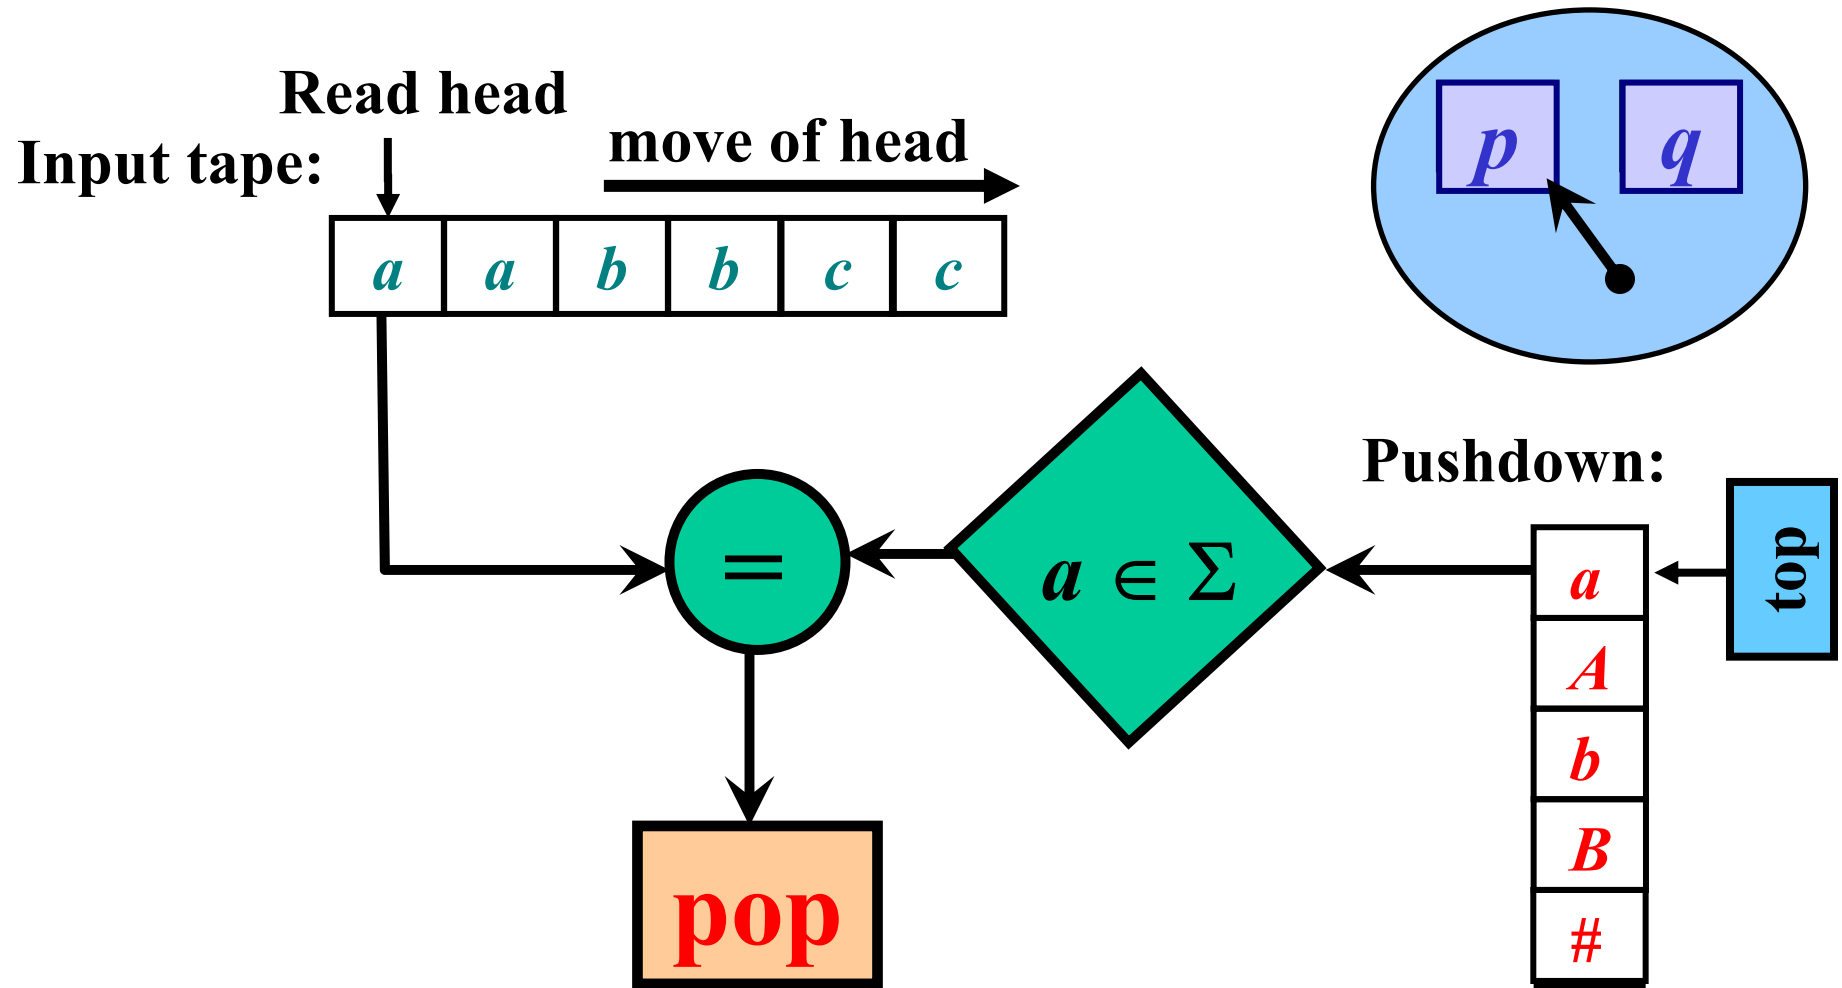 Read head
Input tape:
move of head
p q
a a b b c c
Pushdown:
top
= a ∈ Σ a
A
b
B
pop #